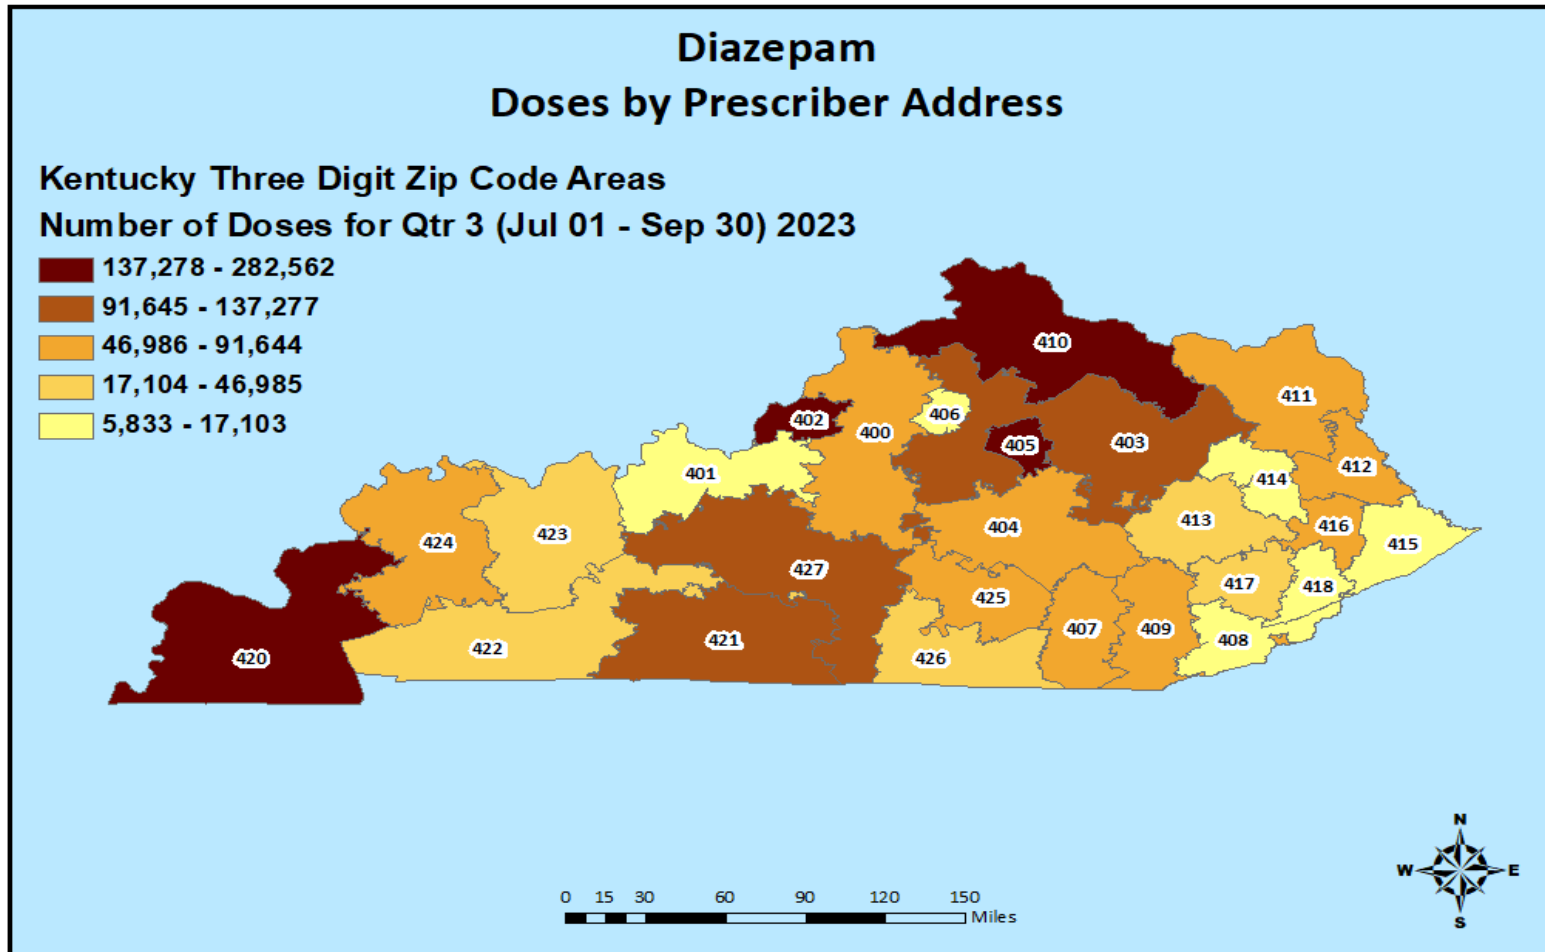 Diazepam
Doses by Prescriber Address
Kentucky Three Digit Zip Code Areas
Number of Doses for Qtr 3 (Jul 01 - Sep 30) 2023
137,278 - 282,562
91,645 - 137,277
46,986 - 91,644
17,104 - 46,985
5,833 - 17,103
410
411
406
402
400
405
403
412
401
414
413
416
404
424
423
415
427
417
418
425
407
409
421
408
422
420
426
N
W E
S
0 15 30 60 90 120 150
Miles